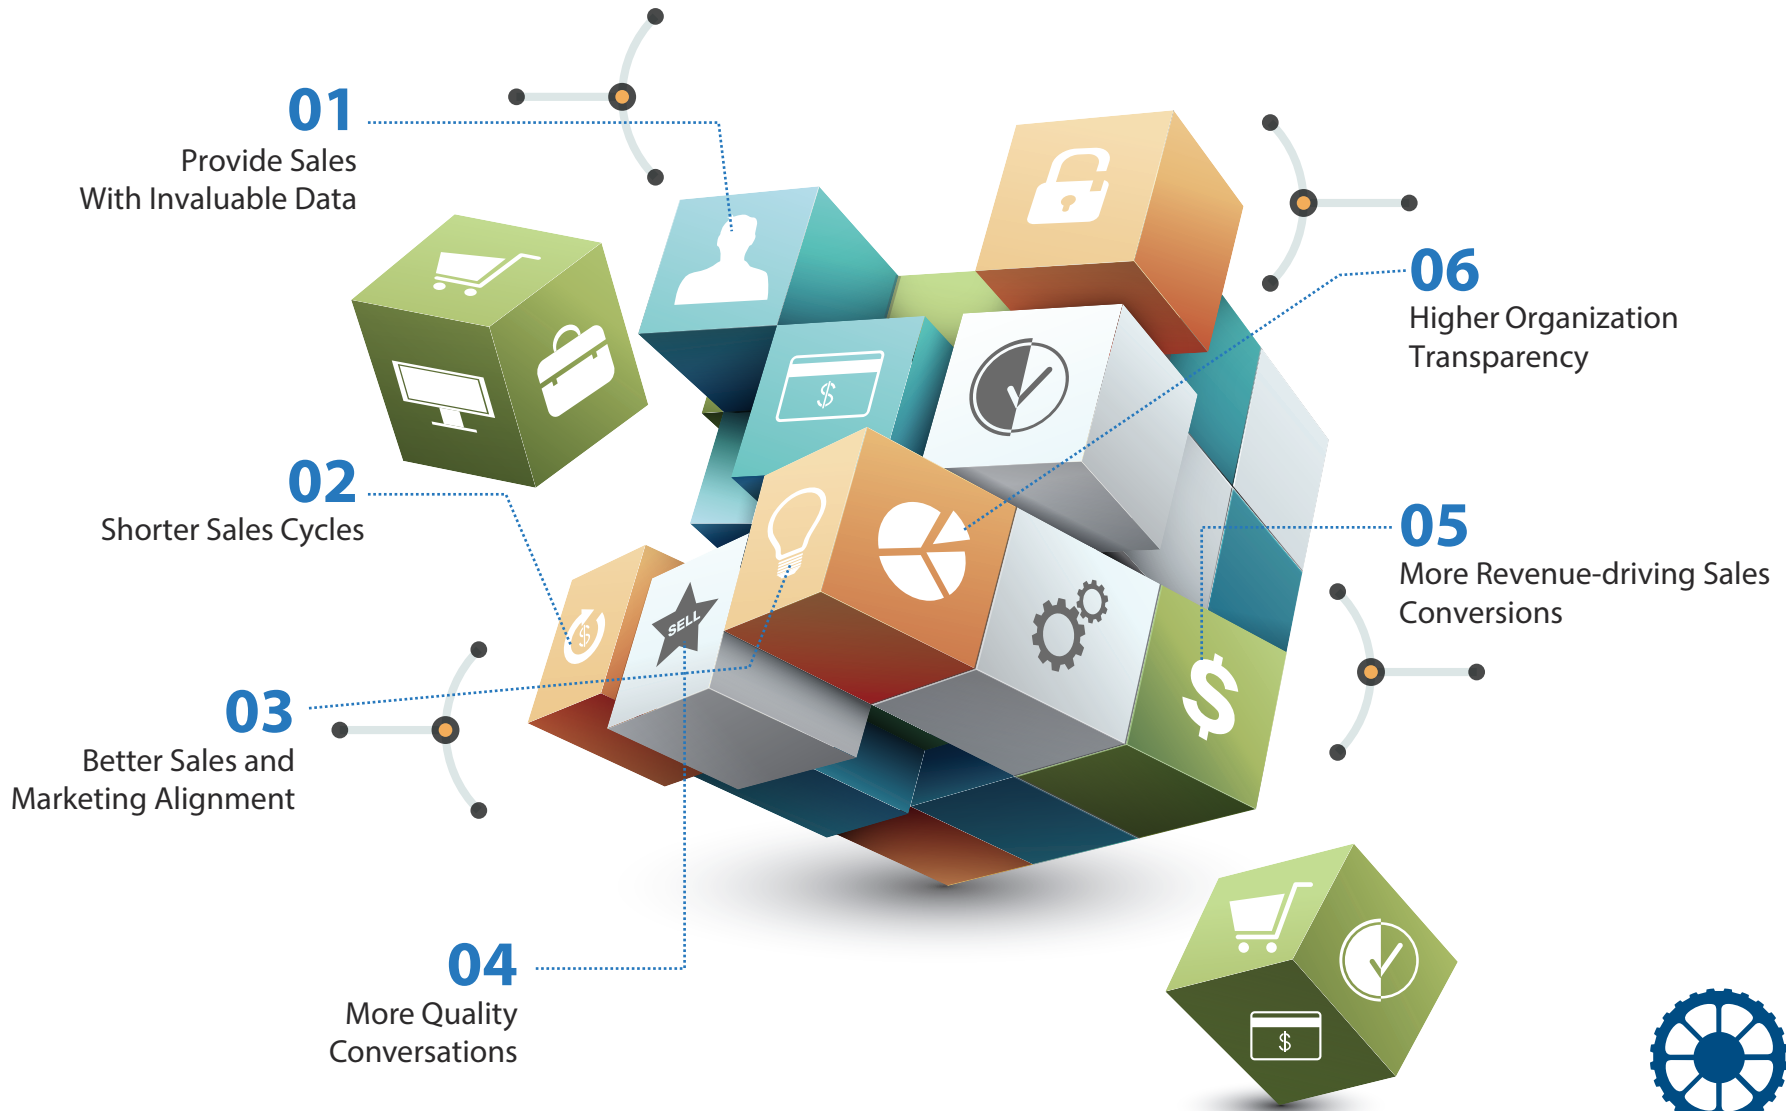 01
Provide Sales
With Invaluable Data
02
Shorter Sales Cycles
03
Better Sales and
Marketing Alignment
04
More Quality
Conversations
05
More Revenue-driving Sales
Conversions
06
Higher Organization
Transparency
$
$
SELL
$
$